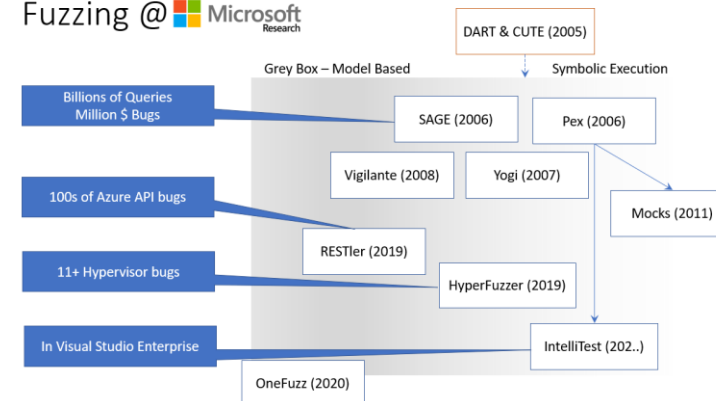 Fuzzing @ Microsoft
Research
DART & CUTE (2005)
Grey Box – Model Based
Symbolic Execution
Billions of Queries
Million $ Bugs
SAGE (2006)
Pex (2006)
Vigilante (2008)
Yogi (2007)
100s of Azure API bugs
Mocks (2011)
RESTler (2019)
11+ Hypervisor bugs
HyperFuzzer (2019)
In Visual Studio Enterprise
IntelliTest (202..)
OneFuzz (2020)